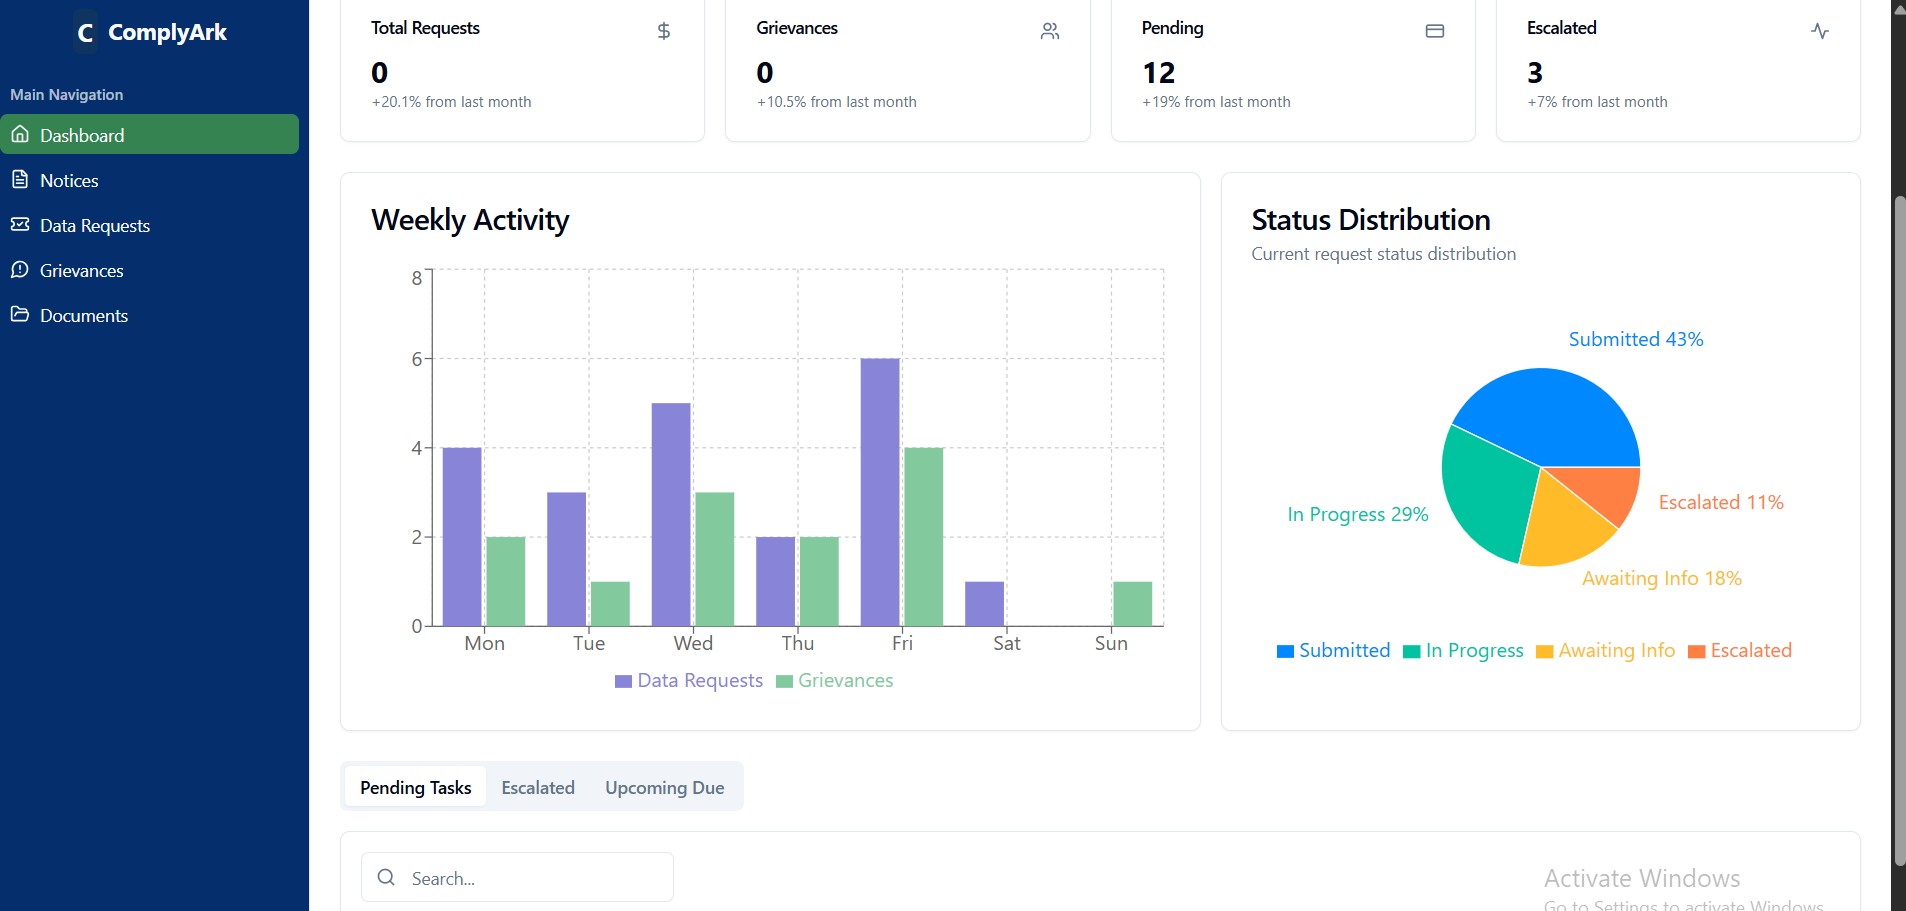 C ComplyArk
Main Navigation
Dashboard
Notices
Data Requests
Grievances
Documents
Total Requests
0
+20.1% from last month
Grievances
0
+10.5% from last month
Pending
12
+19% from last month
Escalated
3
+7% from last month
Weekly Activity
8
6
4
2
0
Mon Tue Wed Thu Fri Sat Sun
Data Requests Grievances
Status Distribution
Current request status distribution
Submitted 43%
Escalated 11%
In Progress 29%
Awaiting Info 18%
Submitted In Progress Awaiting Info Escalated
Pending Tasks Escalated Upcoming Due
Search...
Activate Windows
Go to Settings to activate Windows.